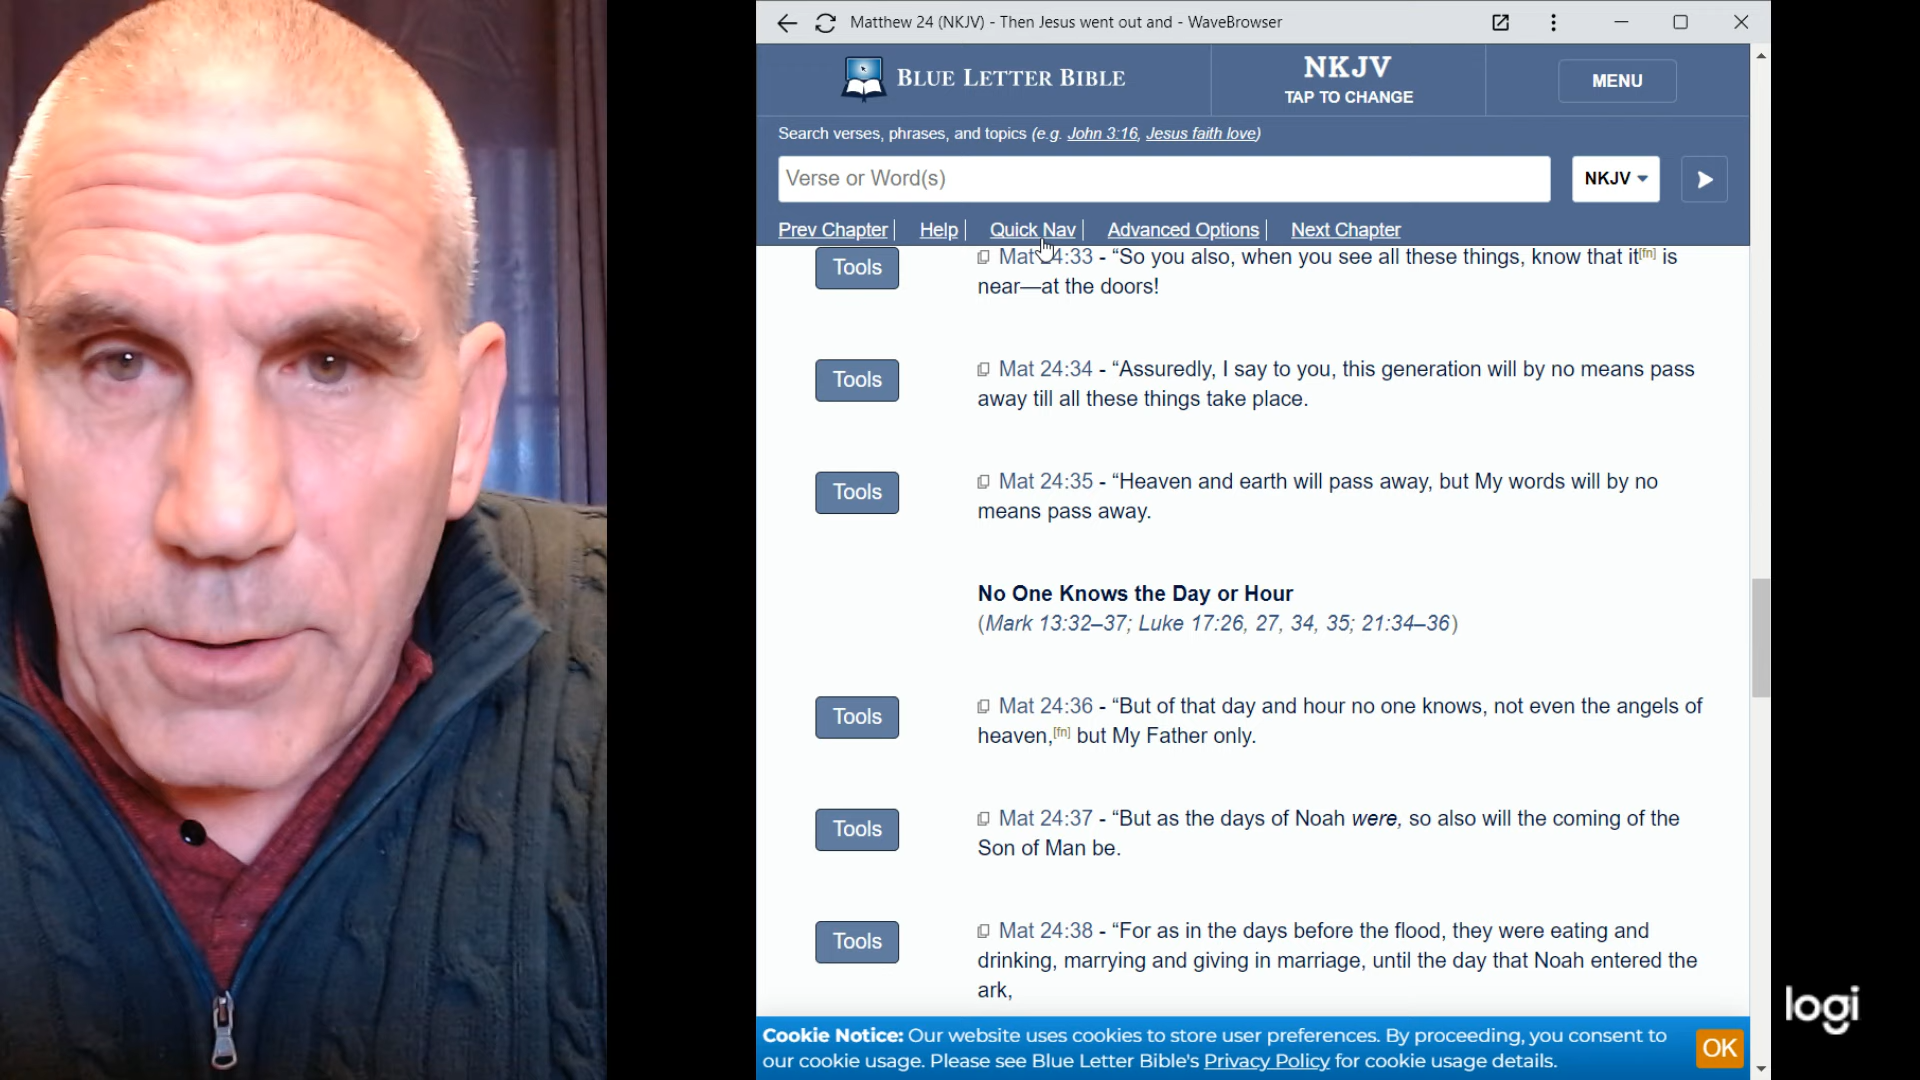 Matthew 24 (NKJV) - Then Jesus went out and - WaveBrowser
BLUE LETTER BIBLE
NKJV
TAP TO CHANGE
MENU
Search verses, phrases, and topics (e.g. John 3:16, Jesus faith love)
Verse or Word(s)
NKJV
Prev Chapter | Help | Quick Nav | Advanced Options | Next Chapter
Tools
Mat 24:33 - “So you also, when you see all these things, know that it[fn] is
near—at the doors!
Tools
Mat 24:34 - “Assuredly, I say to you, this generation will by no means pass
away till all these things take place.
Tools
Mat 24:35 - “Heaven and earth will pass away, but My words will by no
means pass away.
No One Knows the Day or Hour
(Mark 13:32–37; Luke 17:26, 27, 34, 35; 21:34–36)
Tools
Mat 24:36 - “But of that day and hour no one knows, not even the angels of
heaven,[fn] but My Father only.
Tools
Mat 24:37 - “But as the days of Noah were, so also will the coming of the
Son of Man be.
Tools
Mat 24:38 - “For as in the days before the flood, they were eating and
drinking, marrying and giving in marriage, until the day that Noah entered the
ark,
Cookie Notice: Our website uses cookies to store user preferences. By proceeding, you consent to
our cookie usage. Please see Blue Letter Bible's Privacy Policy for cookie usage details.
OK
logi